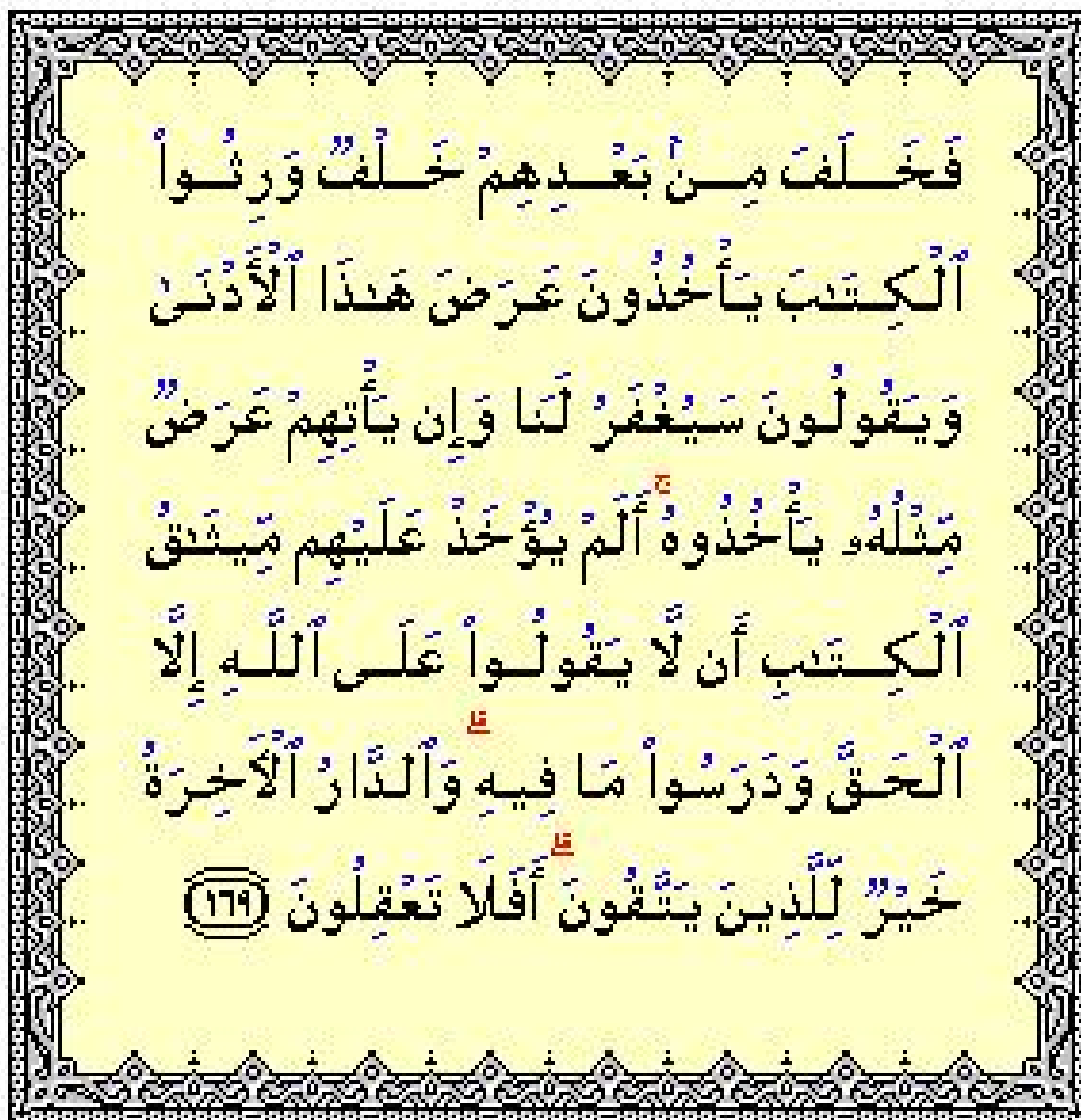 فَخَلَفَ مِنۢ بَعْدِهِمْ خَلْفٌ وَرِثُواْ
ٱلْكِتَـٰبَ يَأْخُذُونَ عَرَضَ هَـٰذَا ٱلْأَدْنَىٰ
وَيَقُولُونَ سَيُغْفَرُ لَنَا وَإِن يَأْتِهِمْ عَرَضٌ
مِّثْلُهُۥ يَأْخُذُوهُ ۚ أَلَمْ يُؤْخَذْ عَلَيْهِم مِّيثَـٰقُ
ٱلْكِتَـٰبِ أَن لَّا يَقُولُواْ عَلَى ٱللَّهِ إِلَّا
ٱلْحَقَّ وَدَرَسُواْ مَا فِيهِ ۗ وَٱلدَّارُ ٱلْأَخِرَةُ
خَيْرٌ لِّلَّذِينَ يَتَّقُونَ ۗ أَفَلَا تَعْقِلُونَ ١٦٩